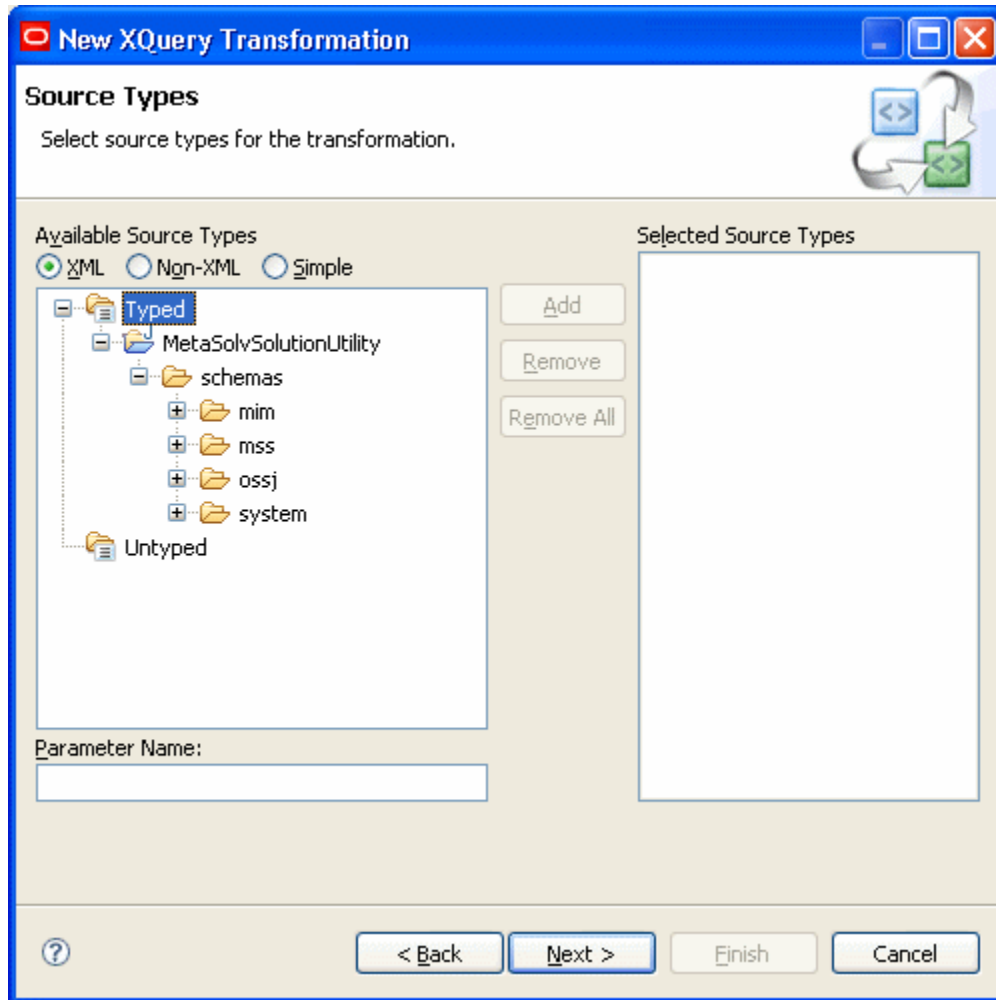 New XQuery Transformation
Source Types
Select source types for the transformation.
Available Source Types
XML Non-XML Simple
Typed
MetaSolvSolutionUtility
schemas
mim
mss
ossj
system
Untyped
Parameter Name:
Add
Remove
Remove All
Selected Source Types
? < Back Next > Finish Cancel